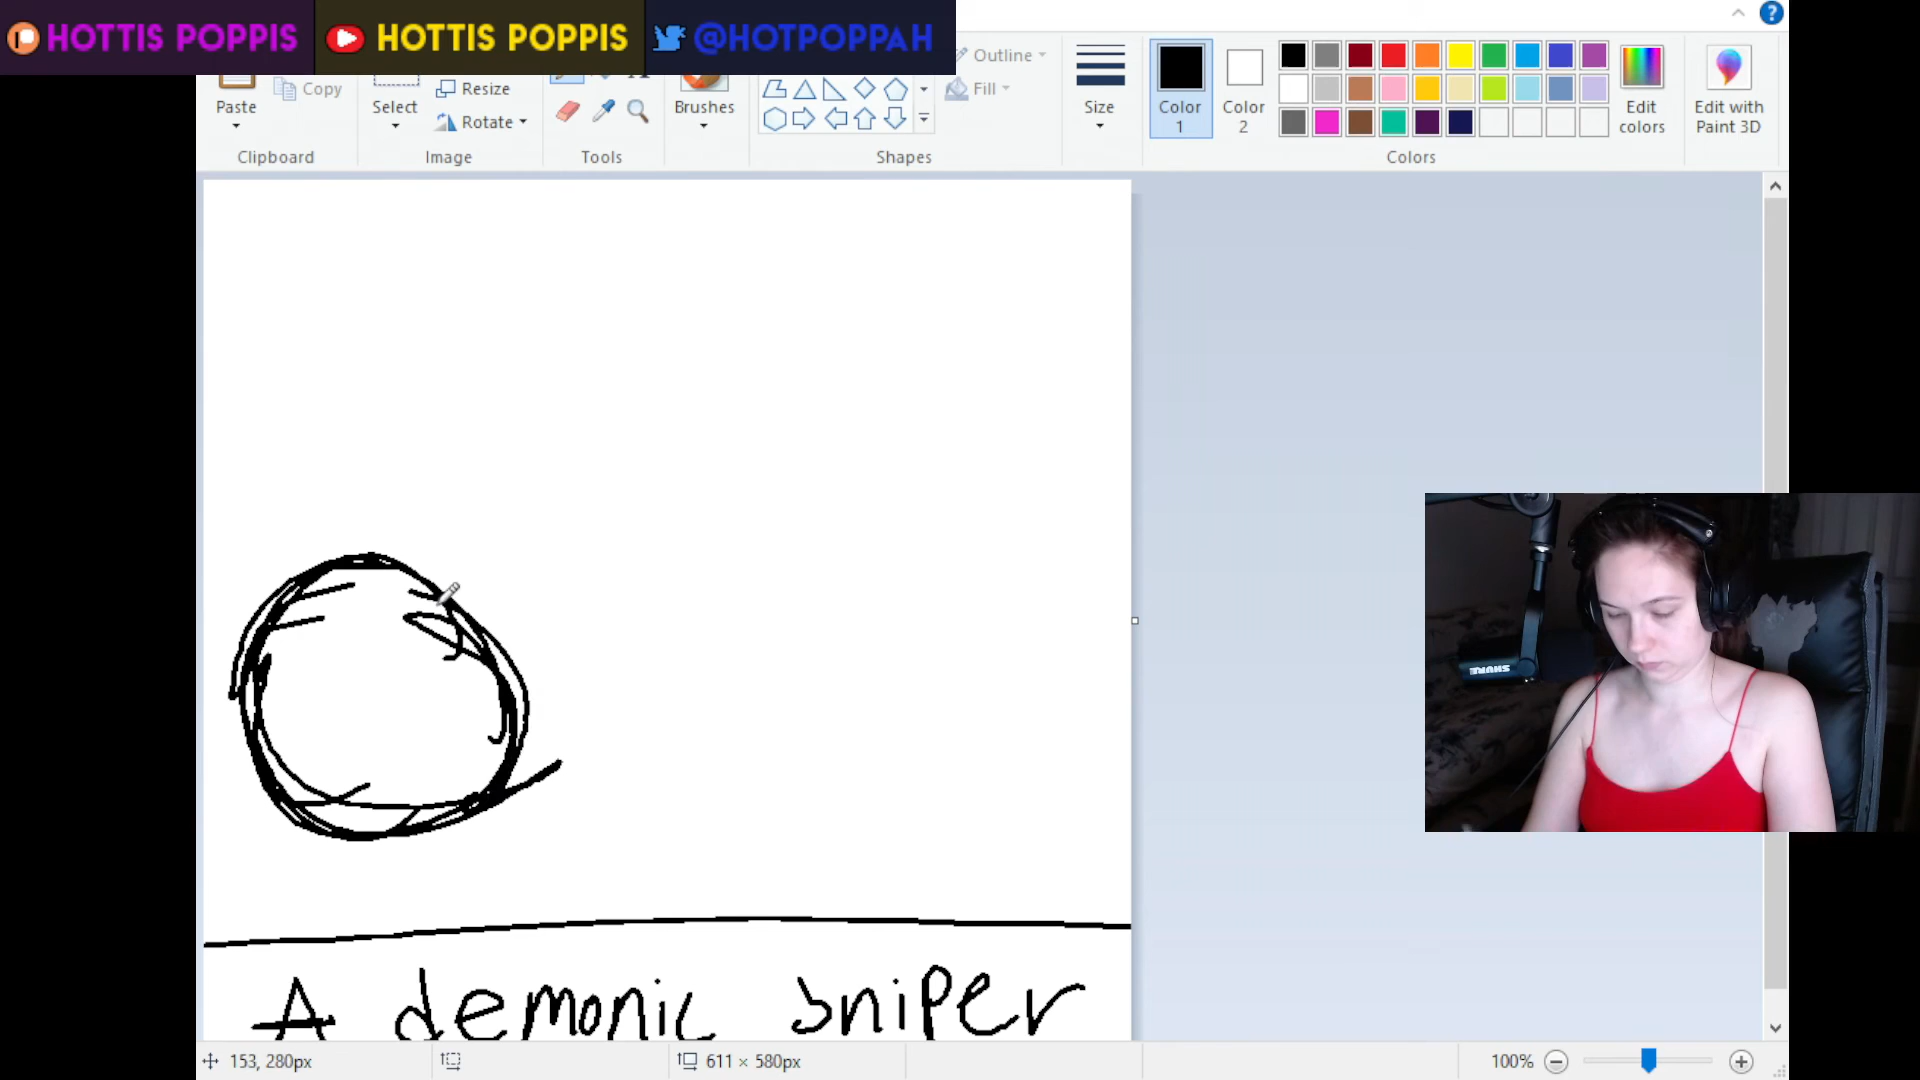 HOTTIS POPPIS HOTTIS POPPIS @HOTPOPPAH
Paste Copy Select Resize Rotate Brushes Outline Fill Size Color 1 Color 2 Edit colors Edit with Paint 3D
Clipboard Image Tools Shapes Colors
SHURE
A demonic sniper
153, 280px 611 × 580px 100%